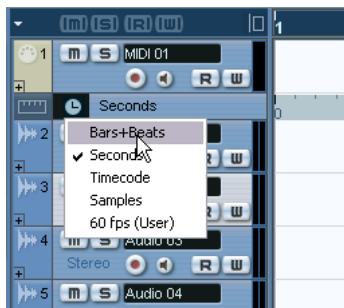 m S R W 1
1 m S MIDI 01
R W
Seconds 0
Bars+Beats
2
Seconds
W
Timecode
3
Samples
W
60 fps (User)
4 m S Audio 03
Stereo R W
5 m S Audio 04